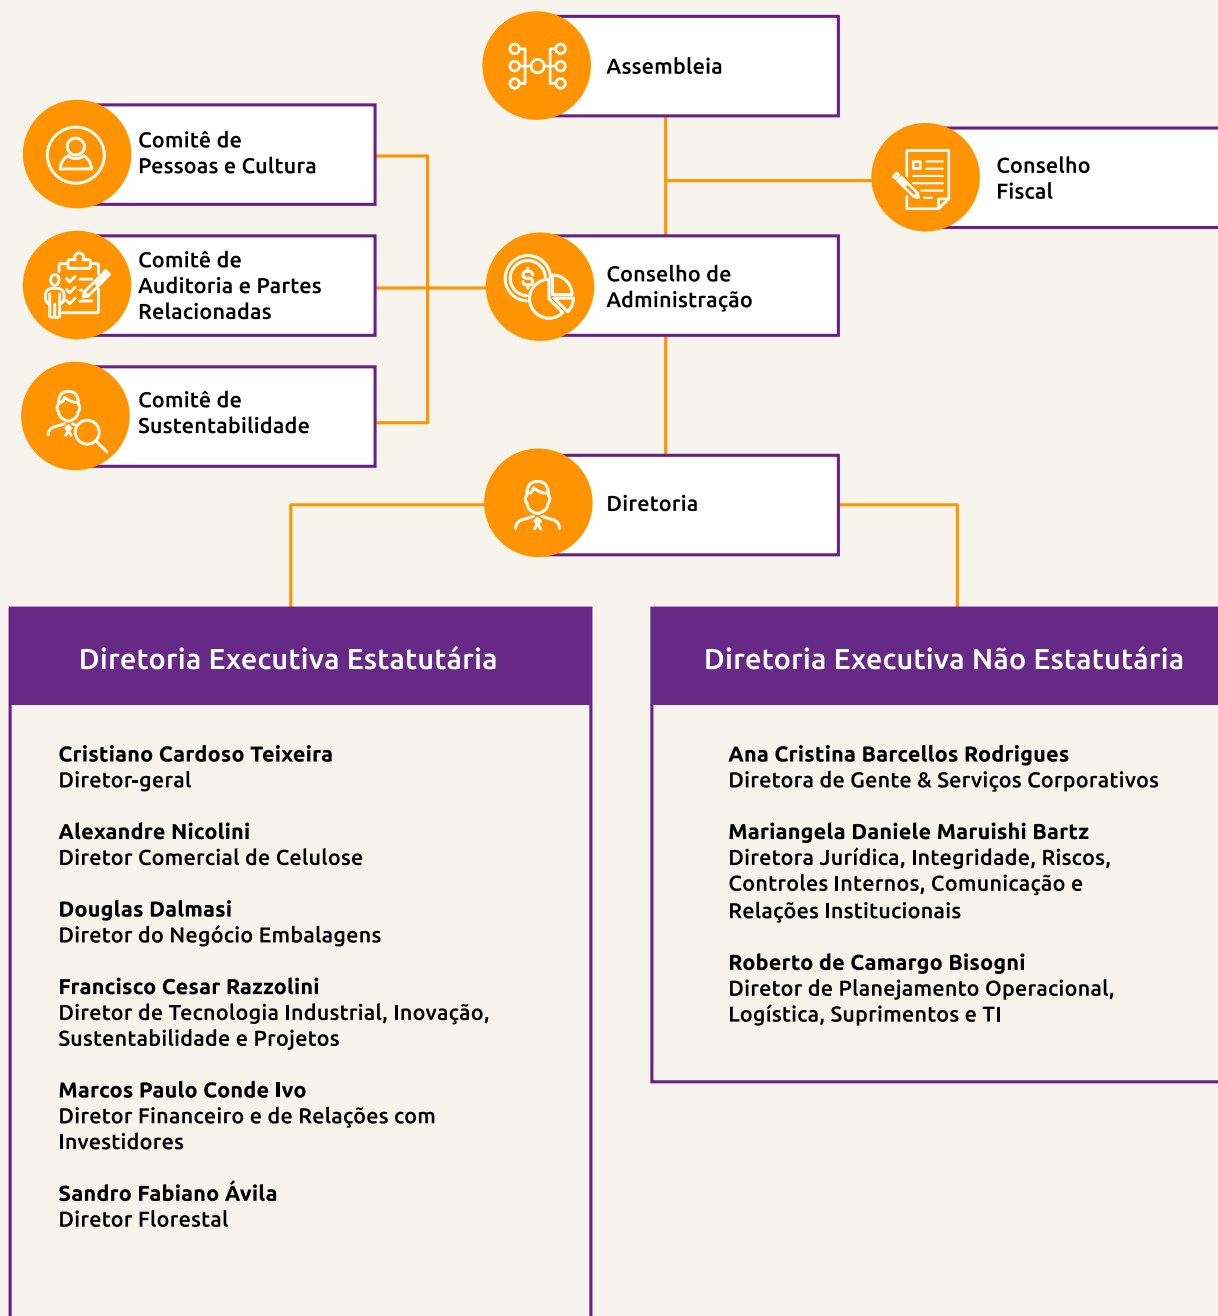 Assembleia
Comitê de
Pessoas e Cultura
Conselho
Fiscal
Comitê de
Auditoria e Partes
Relacionadas
Conselho de
Administração
Comitê de
Sustentabilidade
Diretoria
Diretoria Executiva Estatutária
Cristiano Cardoso Teixeira
Diretor-geral
Alexandre Nicolini
Diretor Comercial de Celulose
Douglas Dalmasi
Diretor do Negócio Embalagens
Francisco Cesar Razzolini
Diretor de Tecnologia Industrial, Inovação,
Sustentabilidade e Projetos
Marcos Paulo Conde Ivo
Diretor Financeiro e de Relações com
Investidores
Sandro Fabiano Ávila
Diretor Florestal
Diretoria Executiva Não Estatutária
Ana Cristina Barcellos Rodrigues
Diretora de Gente & Serviços Corporativos
Mariangela Daniele Maruishi Bartz
Diretora Jurídica, Integridade, Riscos,
Controles Internos, Comunicação e
Relações Institucionais
Roberto de Camargo Bisogni
Diretor de Planejamento Operacional,
Logística, Suprimentos e TI